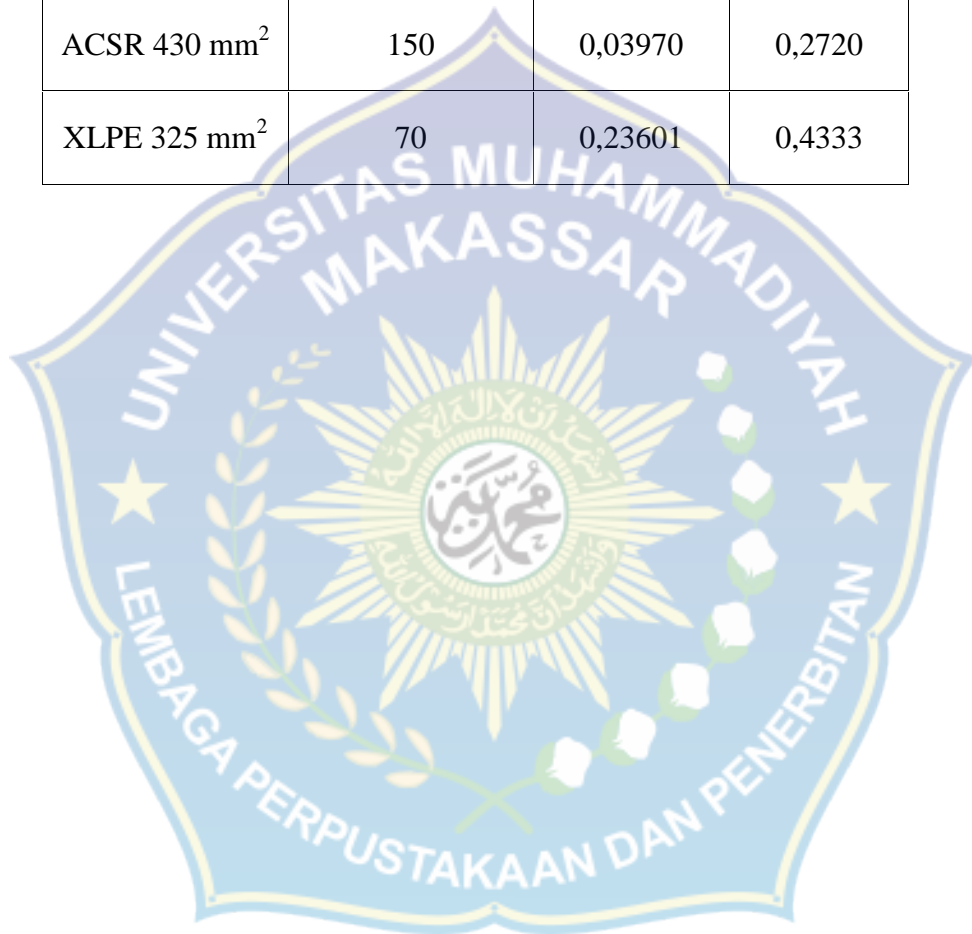 ACSR 430 mm² 150 0,03970 0,2720
XLPE 325 mm² 70 0,23601 0,4333
UNIVERSITAS MUHAMMADIYAH
MAKASSAR
LEMBAGA PERPUSTAKAAN DAN PENERBITAN